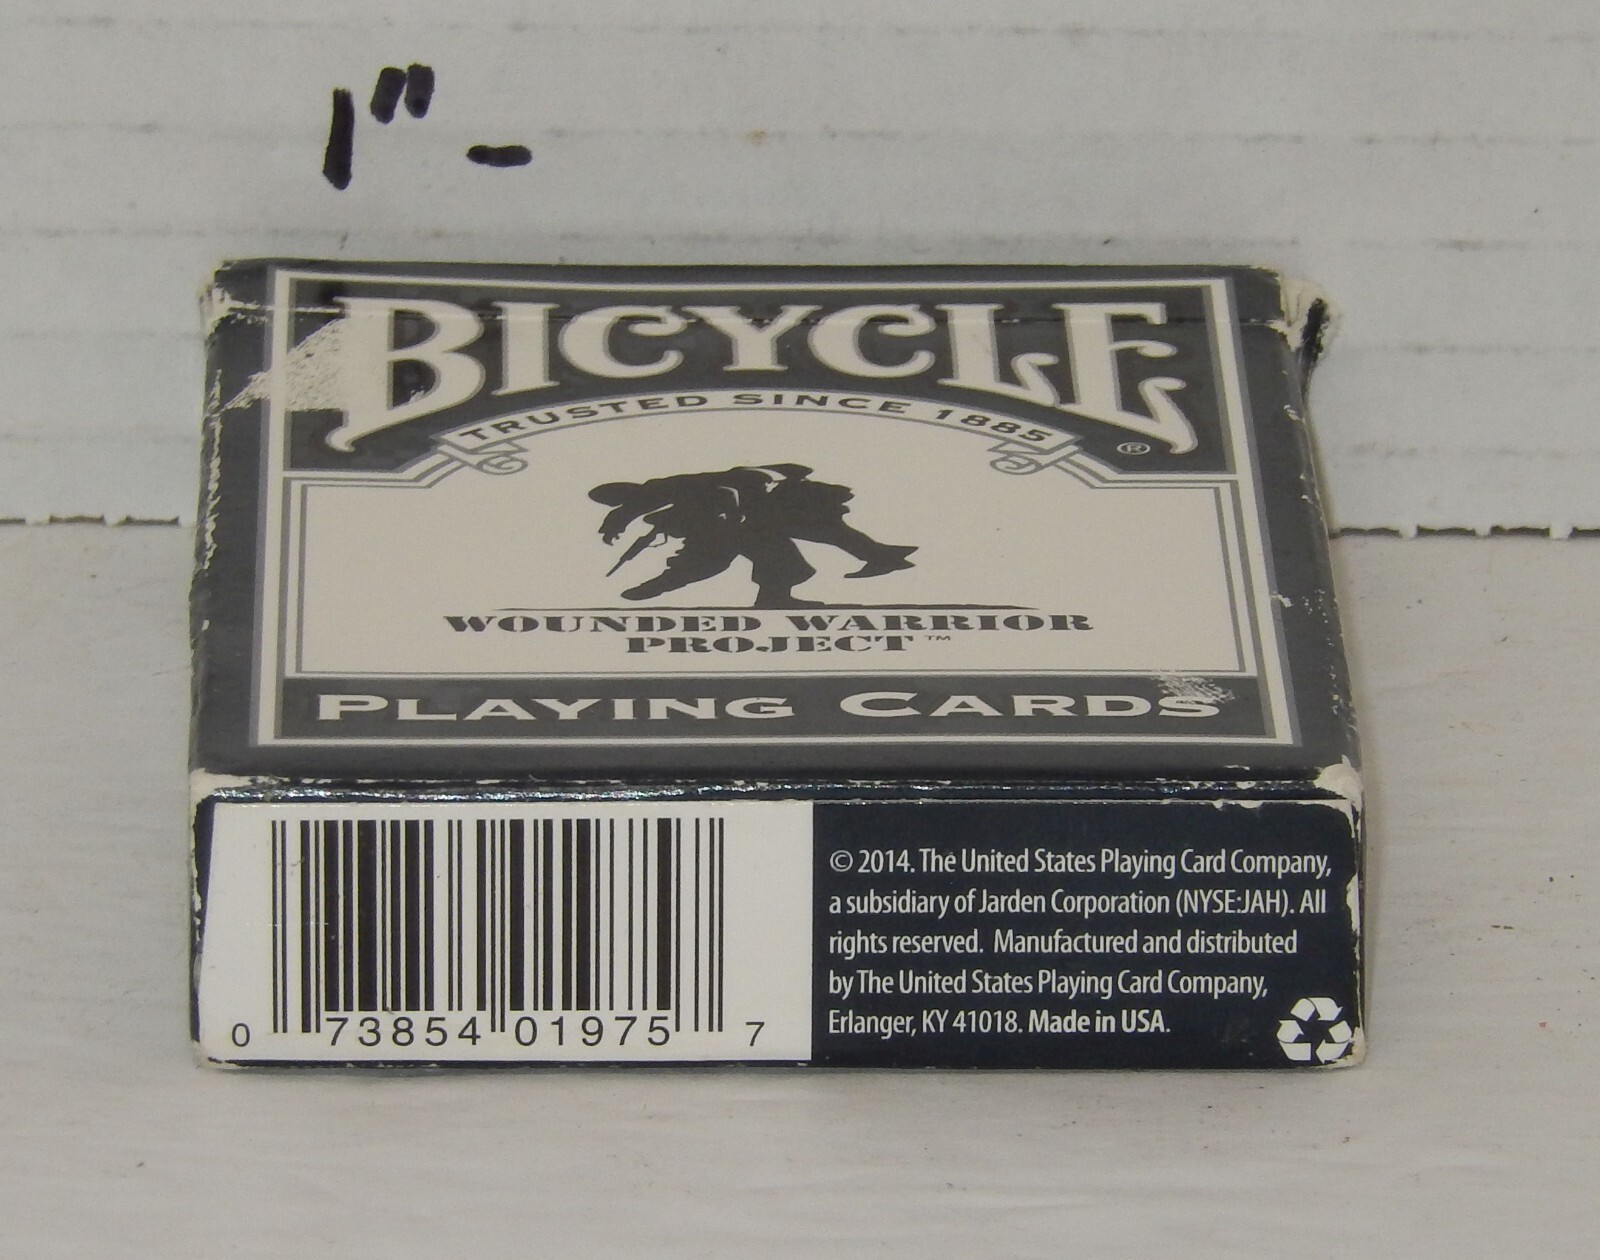 1" -
BICYCLE
TRUSTED SINCE 1885
®
WOUNDED WARRIOR
PROJECT™
PLAYING CARDS
© 2014. The United States Playing Card Company,
a subsidiary of Jarden Corporation (NYSE:JAH). All
rights reserved. Manufactured and distributed
by The United States Playing Card Company,
Erlanger, KY 41018. Made in USA.
0 73854 01975 7